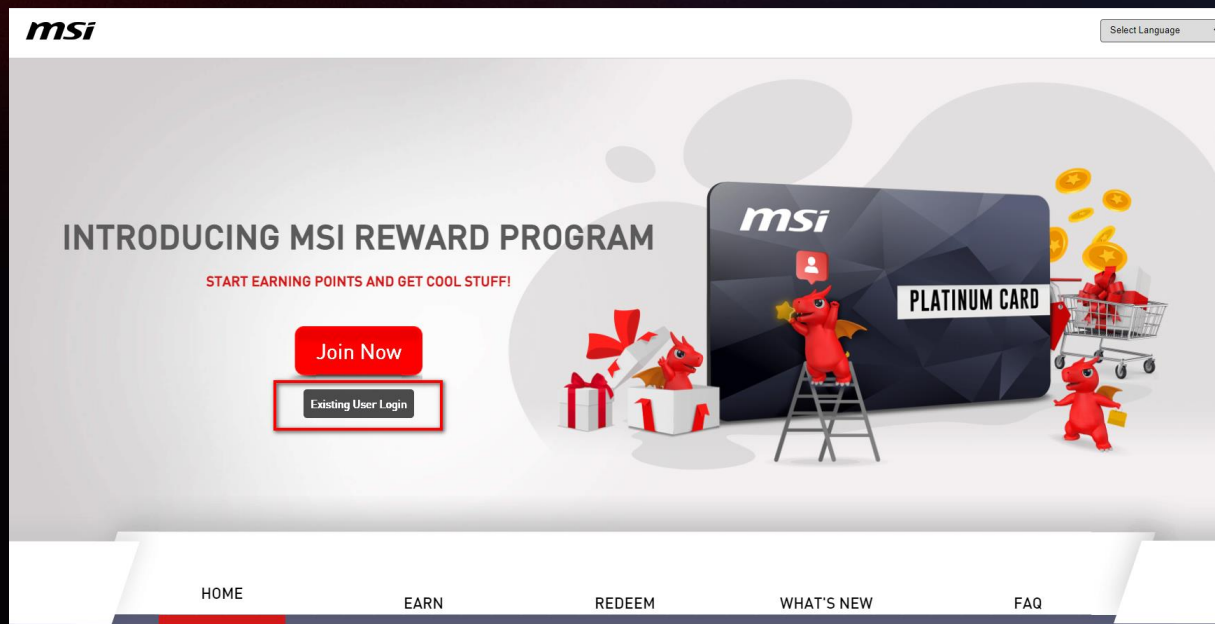 msi
Select Language
INTRODUCING MSI REWARD PROGRAM
START EARNING POINTS AND GET COOL STUFF!
Join Now
Existing User Login
msi
PLATINUM CARD
HOME
EARN
REDEEM
WHAT'S NEW
FAQ